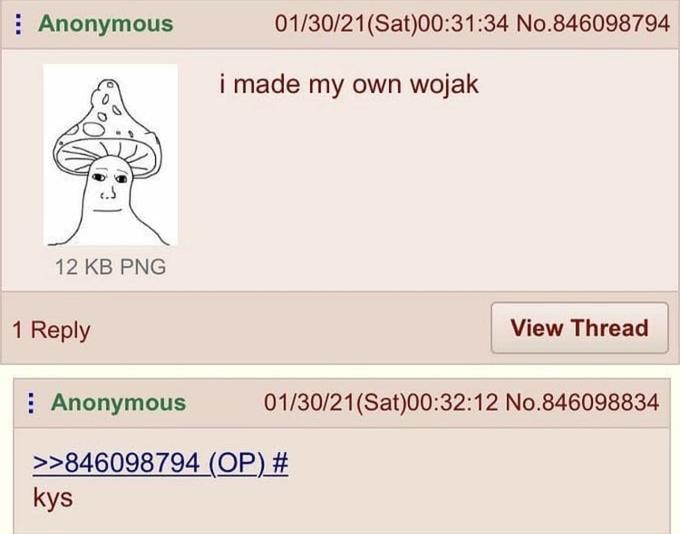 Anonymous 01/30/21(Sat)00:31:34 No.846098794
i made my own wojak
12 KB PNG
1 Reply
View Thread
Anonymous 01/30/21(Sat)00:32:12 No.846098834
>>846098794 (OP) #
kys